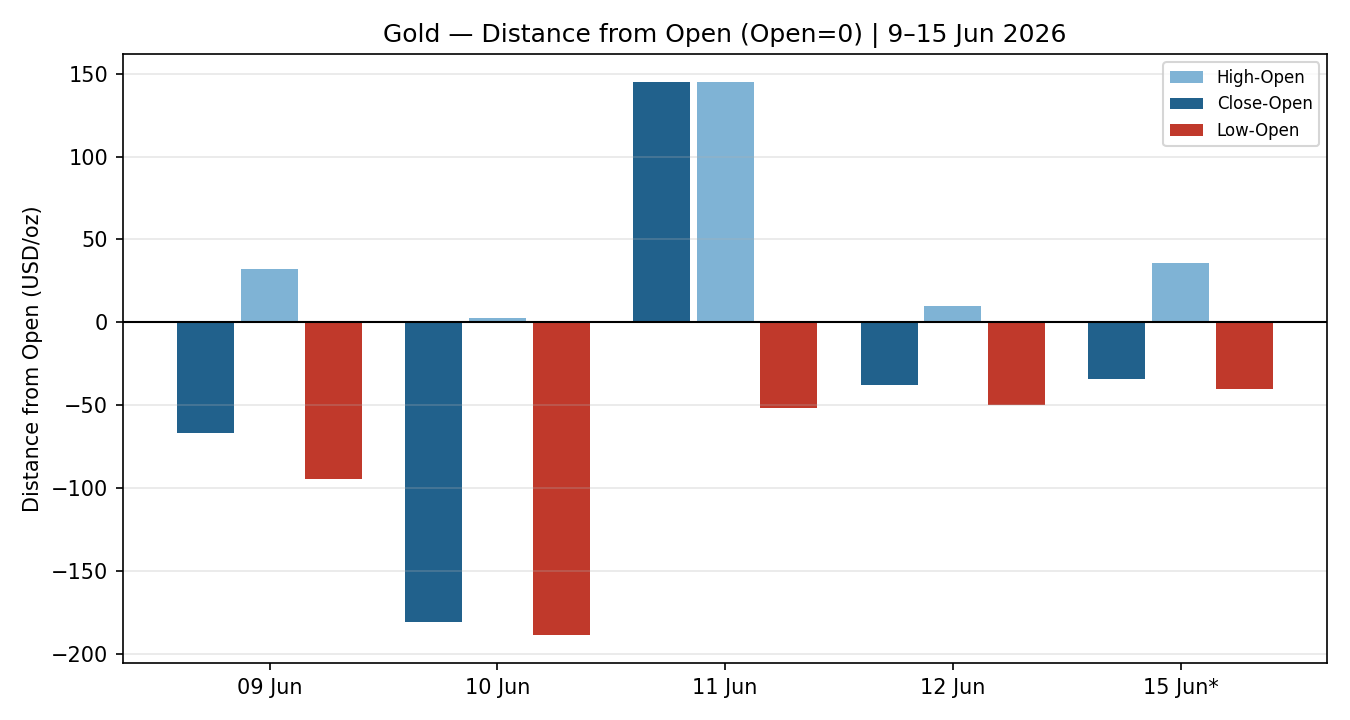 Gold — Distance from Open (Open=0) | 9–15 Jun 2026
High-Open
Close-Open
Low-Open
Distance from Open (USD/oz)
150
100
50
0
−50
−100
−150
−200
09 Jun
10 Jun
11 Jun
12 Jun
15 Jun*